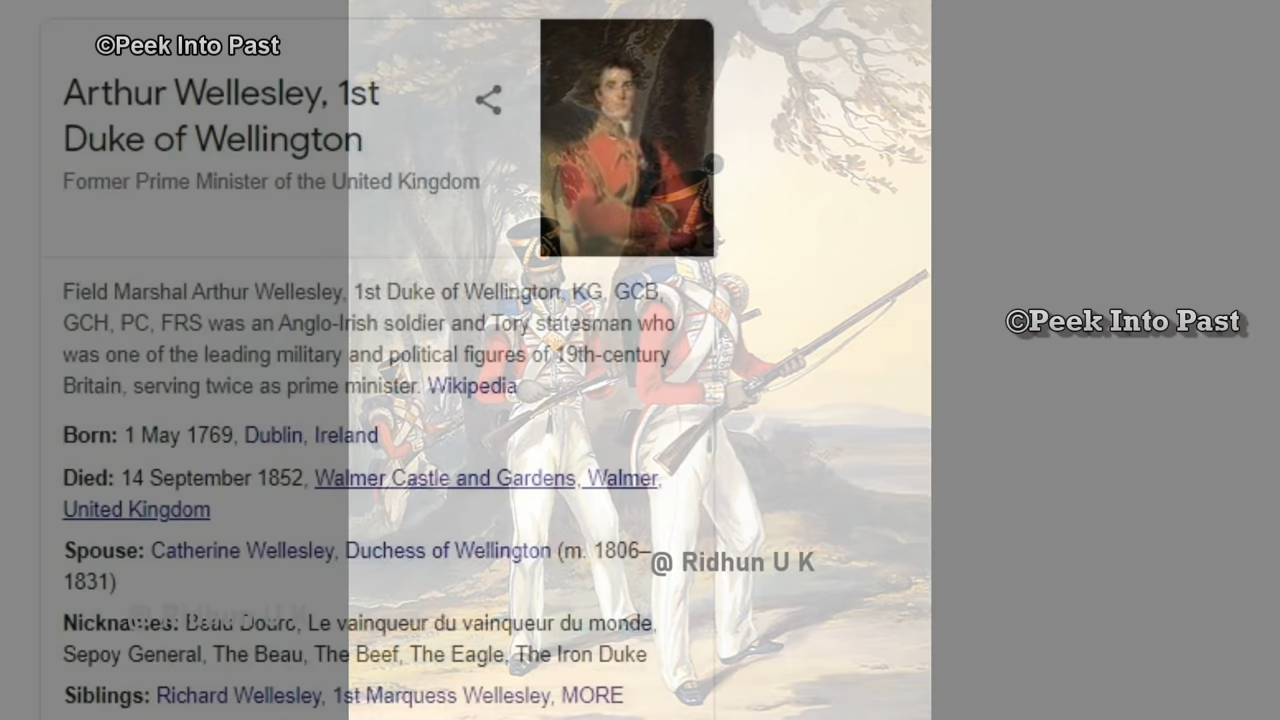 ©Peek Into Past
Arthur Wellesley, 1st
Duke of Wellington
Former Prime Minister of the United Kingdom
Field Marshal Arthur Wellesley, 1st Duke of Wellington, KG, GCB,
GCH, PC, FRS was an Anglo-Irish soldier and Tory statesman who
was one of the leading military and political figures of 19th-century
Britain, serving twice as prime minister. Wikipedia
©Peek Into Past
Born: 1 May 1769, Dublin, Ireland
Died: 14 September 1852, Walmer Castle and Gardens, Walmer,
United Kingdom
Spouse: Catherine Wellesley, Duchess of Wellington (m. 1806–
1831)
@ Ridhun U K
@ Ridhun U K
Nicknames: Beau Douro, Le vainqueur du vainqueur du monde,
Sepoy General, The Beau, The Beef, The Eagle, The Iron Duke
Siblings: Richard Wellesley, 1st Marquess Wellesley, MORE